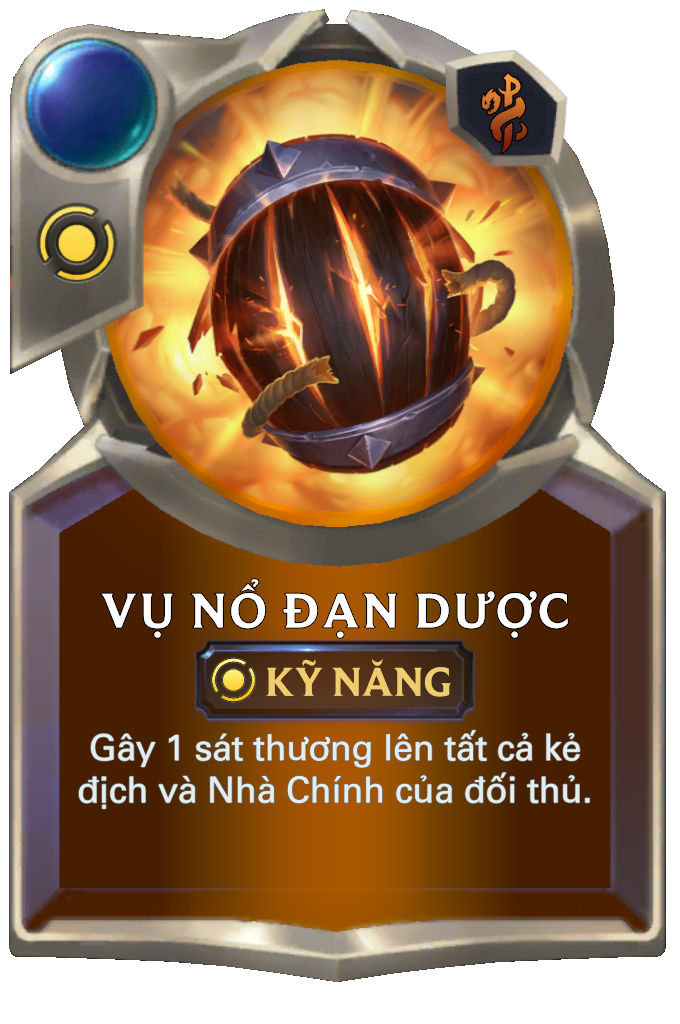 VỤ NỔ ĐẠN DƯỢC
KỸ NĂNG
Gây 1 sát thương lên tất cả kẻ
địch và Nhà Chính của đối thủ.